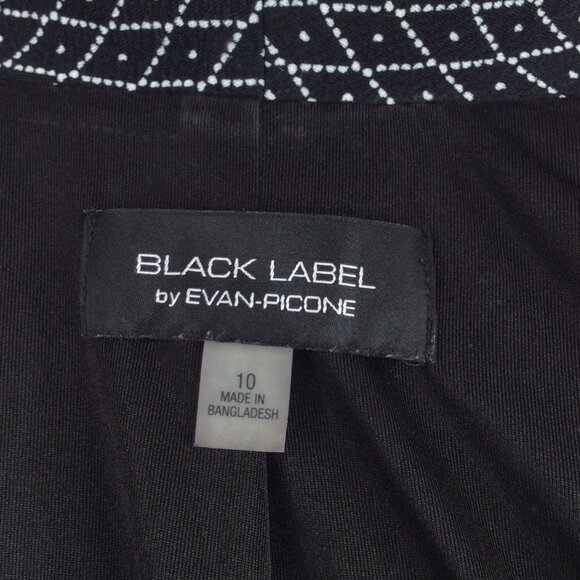 BLACK LABEL
by EVAN-PICONE
10
MADE IN
BANGLADESH